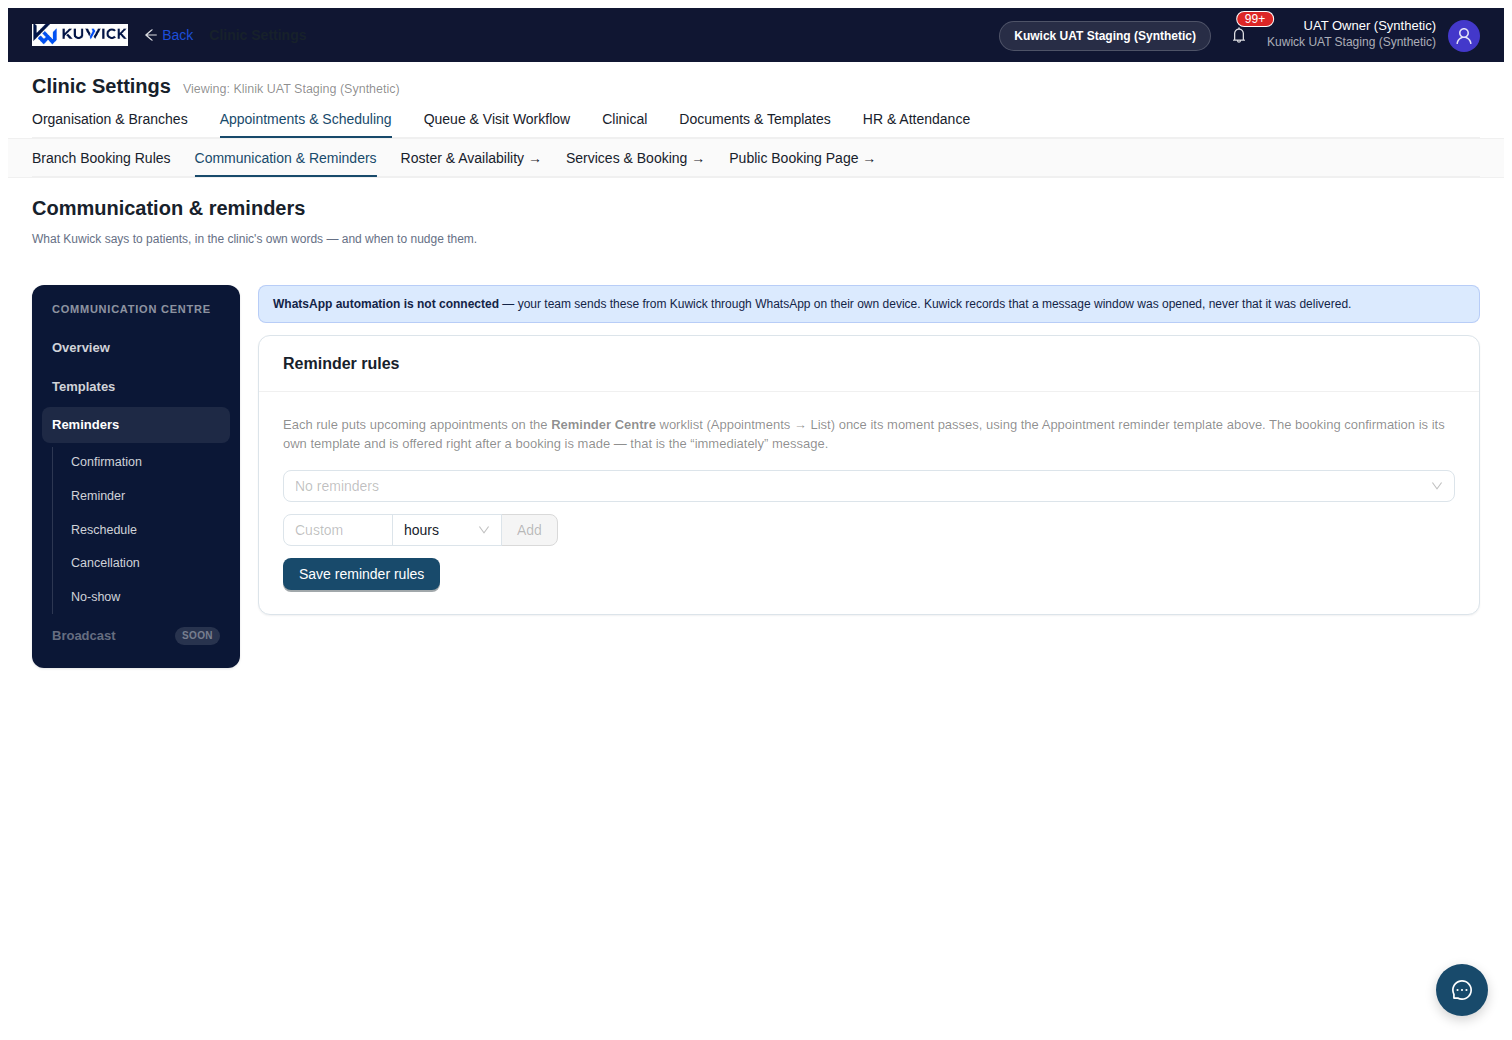 KUWICK
Back
Clinic Settings
Kuwick UAT Staging (Synthetic)
99+
UAT Owner (Synthetic)
Kuwick UAT Staging (Synthetic)
Clinic Settings
Viewing: Klinik UAT Staging (Synthetic)
Organisation & Branches
Appointments & Scheduling
Queue & Visit Workflow
Clinical
Documents & Templates
HR & Attendance
Branch Booking Rules
Communication & Reminders
Roster & Availability →
Services & Booking →
Public Booking Page →
Communication & reminders
What Kuwick says to patients, in the clinic's own words — and when to nudge them.
COMMUNICATION CENTRE
Overview
Templates
Reminders
Confirmation
Reminder
Reschedule
Cancellation
No-show
Broadcast
SOON
WhatsApp automation is not connected — your team sends these from Kuwick through WhatsApp on their own device. Kuwick records that a message window was opened, never that it was delivered.
Reminder rules
Each rule puts upcoming appointments on the Reminder Centre worklist (Appointments → List) once its moment passes, using the Appointment reminder template above. The booking confirmation is its
own template and is offered right after a booking is made — that is the “immediately” message.
No reminders
Custom
hours
Add
Save reminder rules